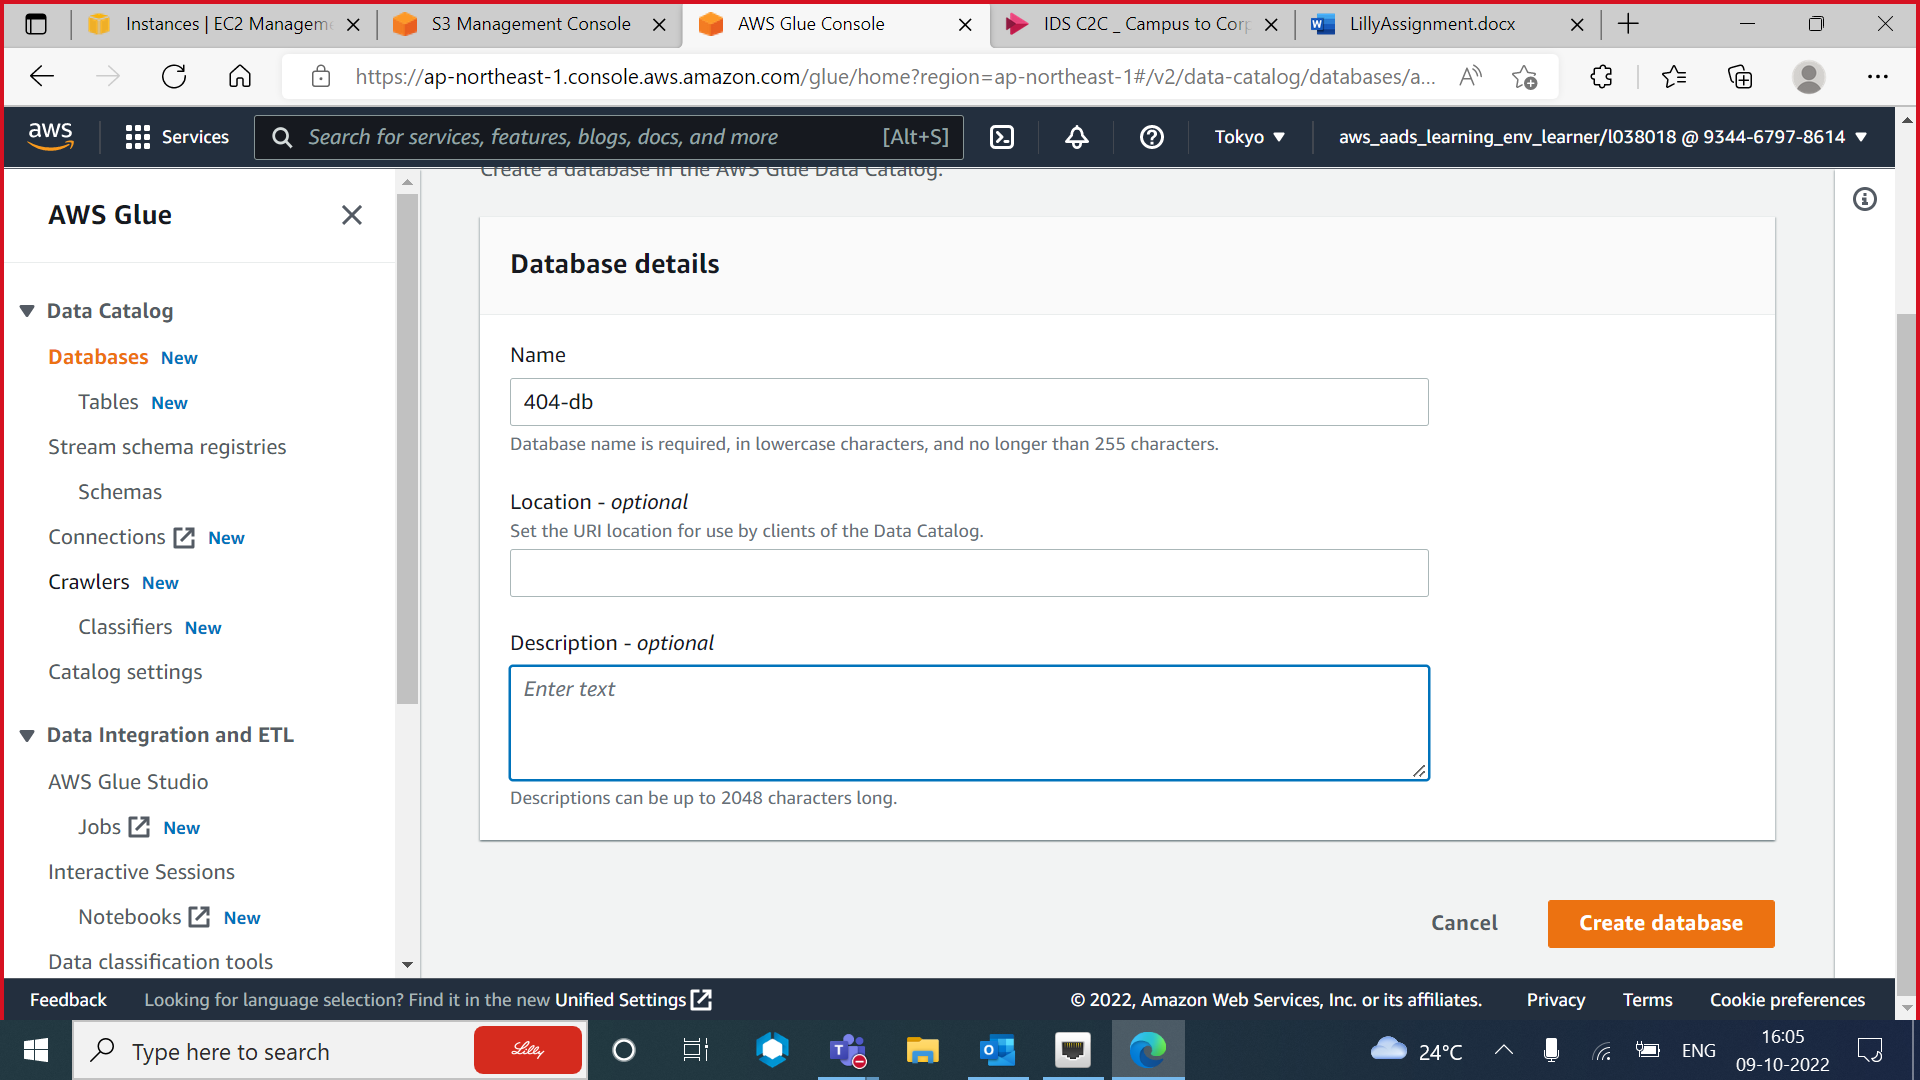 Instances | EC2 Managem
S3 Management Console
AWS Glue Console
IDS C2C _ Campus to Corp
LillyAssignment.docx
https://ap-northeast-1.console.aws.amazon.com/glue/home?region=ap-northeast-1#/v2/data-catalog/databases/a...
aws
Services
Search for services, features, blogs, docs, and more
[Alt+S]
Tokyo
aws_aads_learning_env_learner/l038018 @ 9344-6797-8614
AWS Glue
Data Catalog
Databases New
Tables New
Stream schema registries
Schemas
Connections New
Crawlers New
Classifiers New
Catalog settings
Data Integration and ETL
AWS Glue Studio
Jobs New
Interactive Sessions
Notebooks New
Data classification tools
Create a database in the AWS Glue Data Catalog.
Database details
Name
404-db
Database name is required, in lowercase characters, and no longer than 255 characters.
Location - optional
Set the URI location for use by clients of the Data Catalog.
Description - optional
Enter text
Descriptions can be up to 2048 characters long.
Cancel
Create database
Feedback
Looking for language selection? Find it in the new Unified Settings
© 2022, Amazon Web Services, Inc. or its affiliates.
Privacy
Terms
Cookie preferences
Type here to search
Lilly
24°C
ENG
16:05
09-10-2022